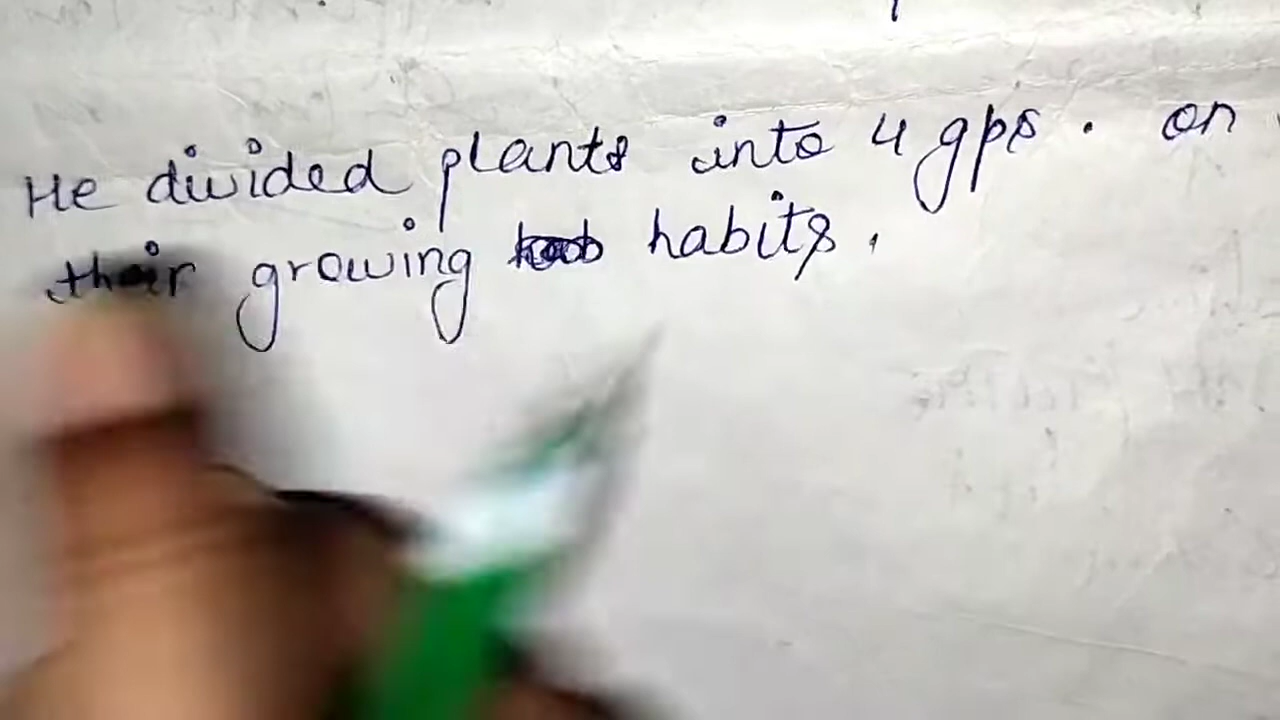 He divided plants into 4 gps. on
their growing habits.